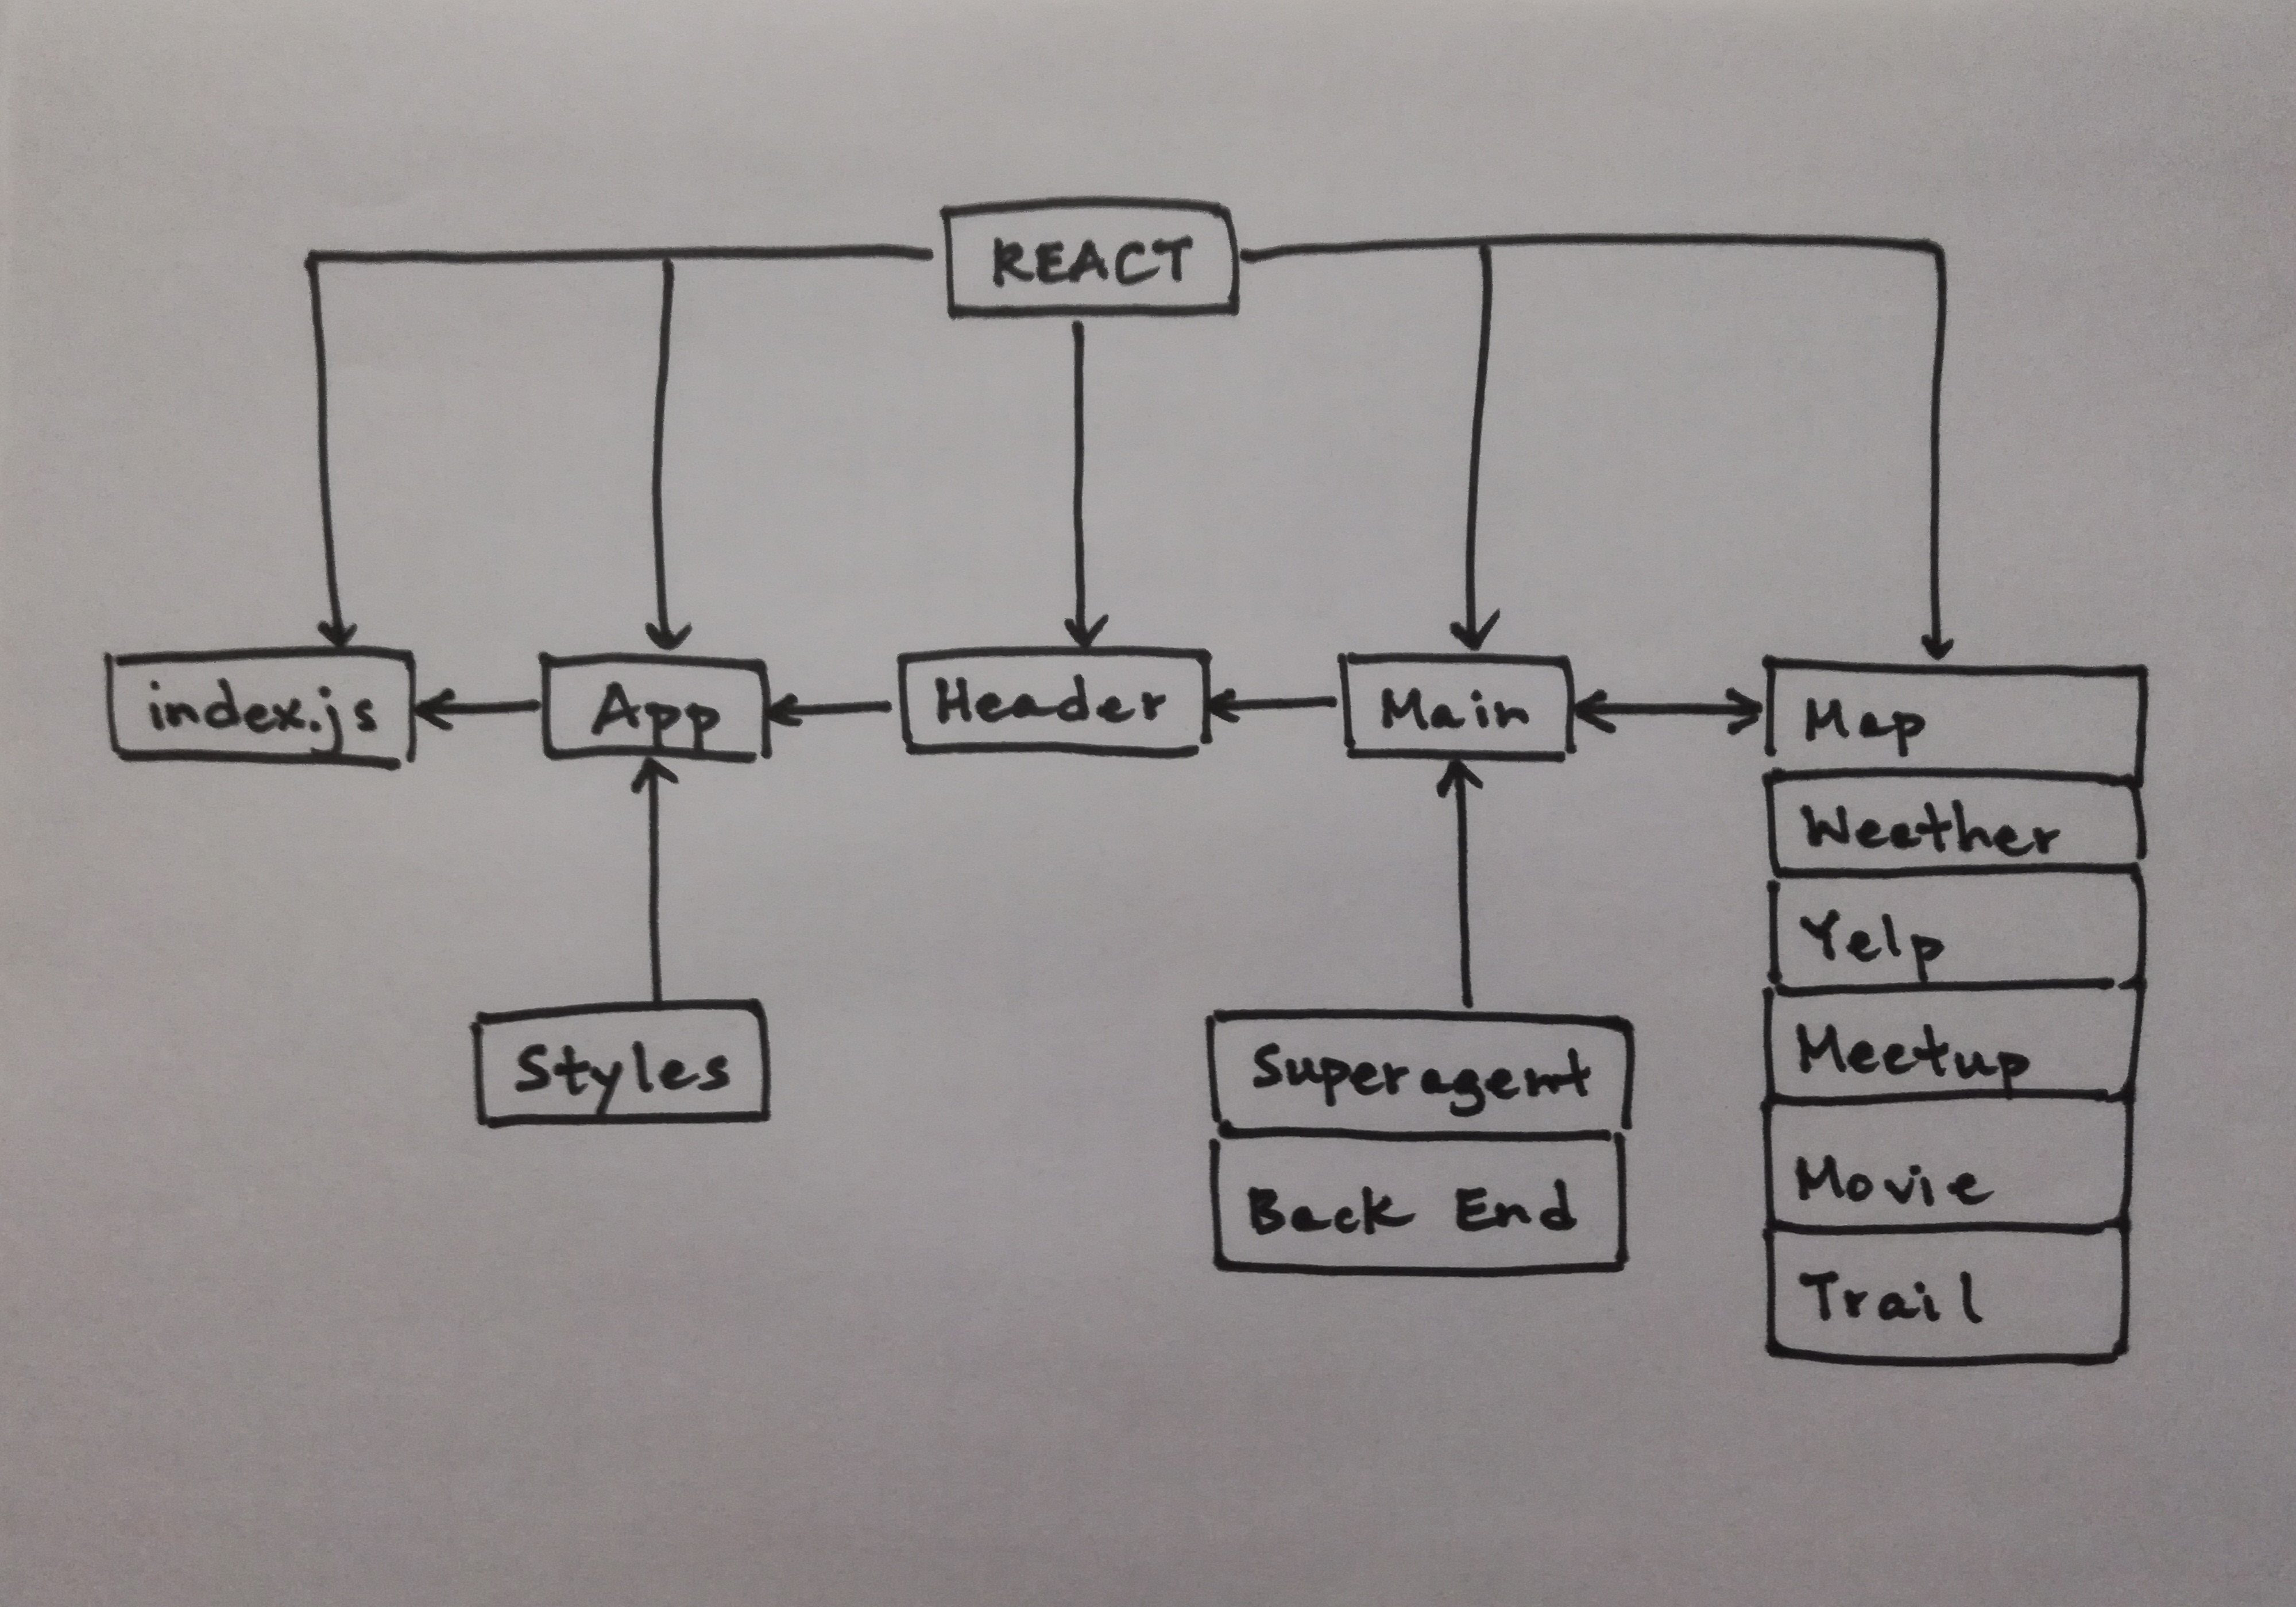 REACT
index.js
App
Header
Main
Map
Weather
Yelp
Meetup
Movie
Trail
Styles
Superagent
Back End